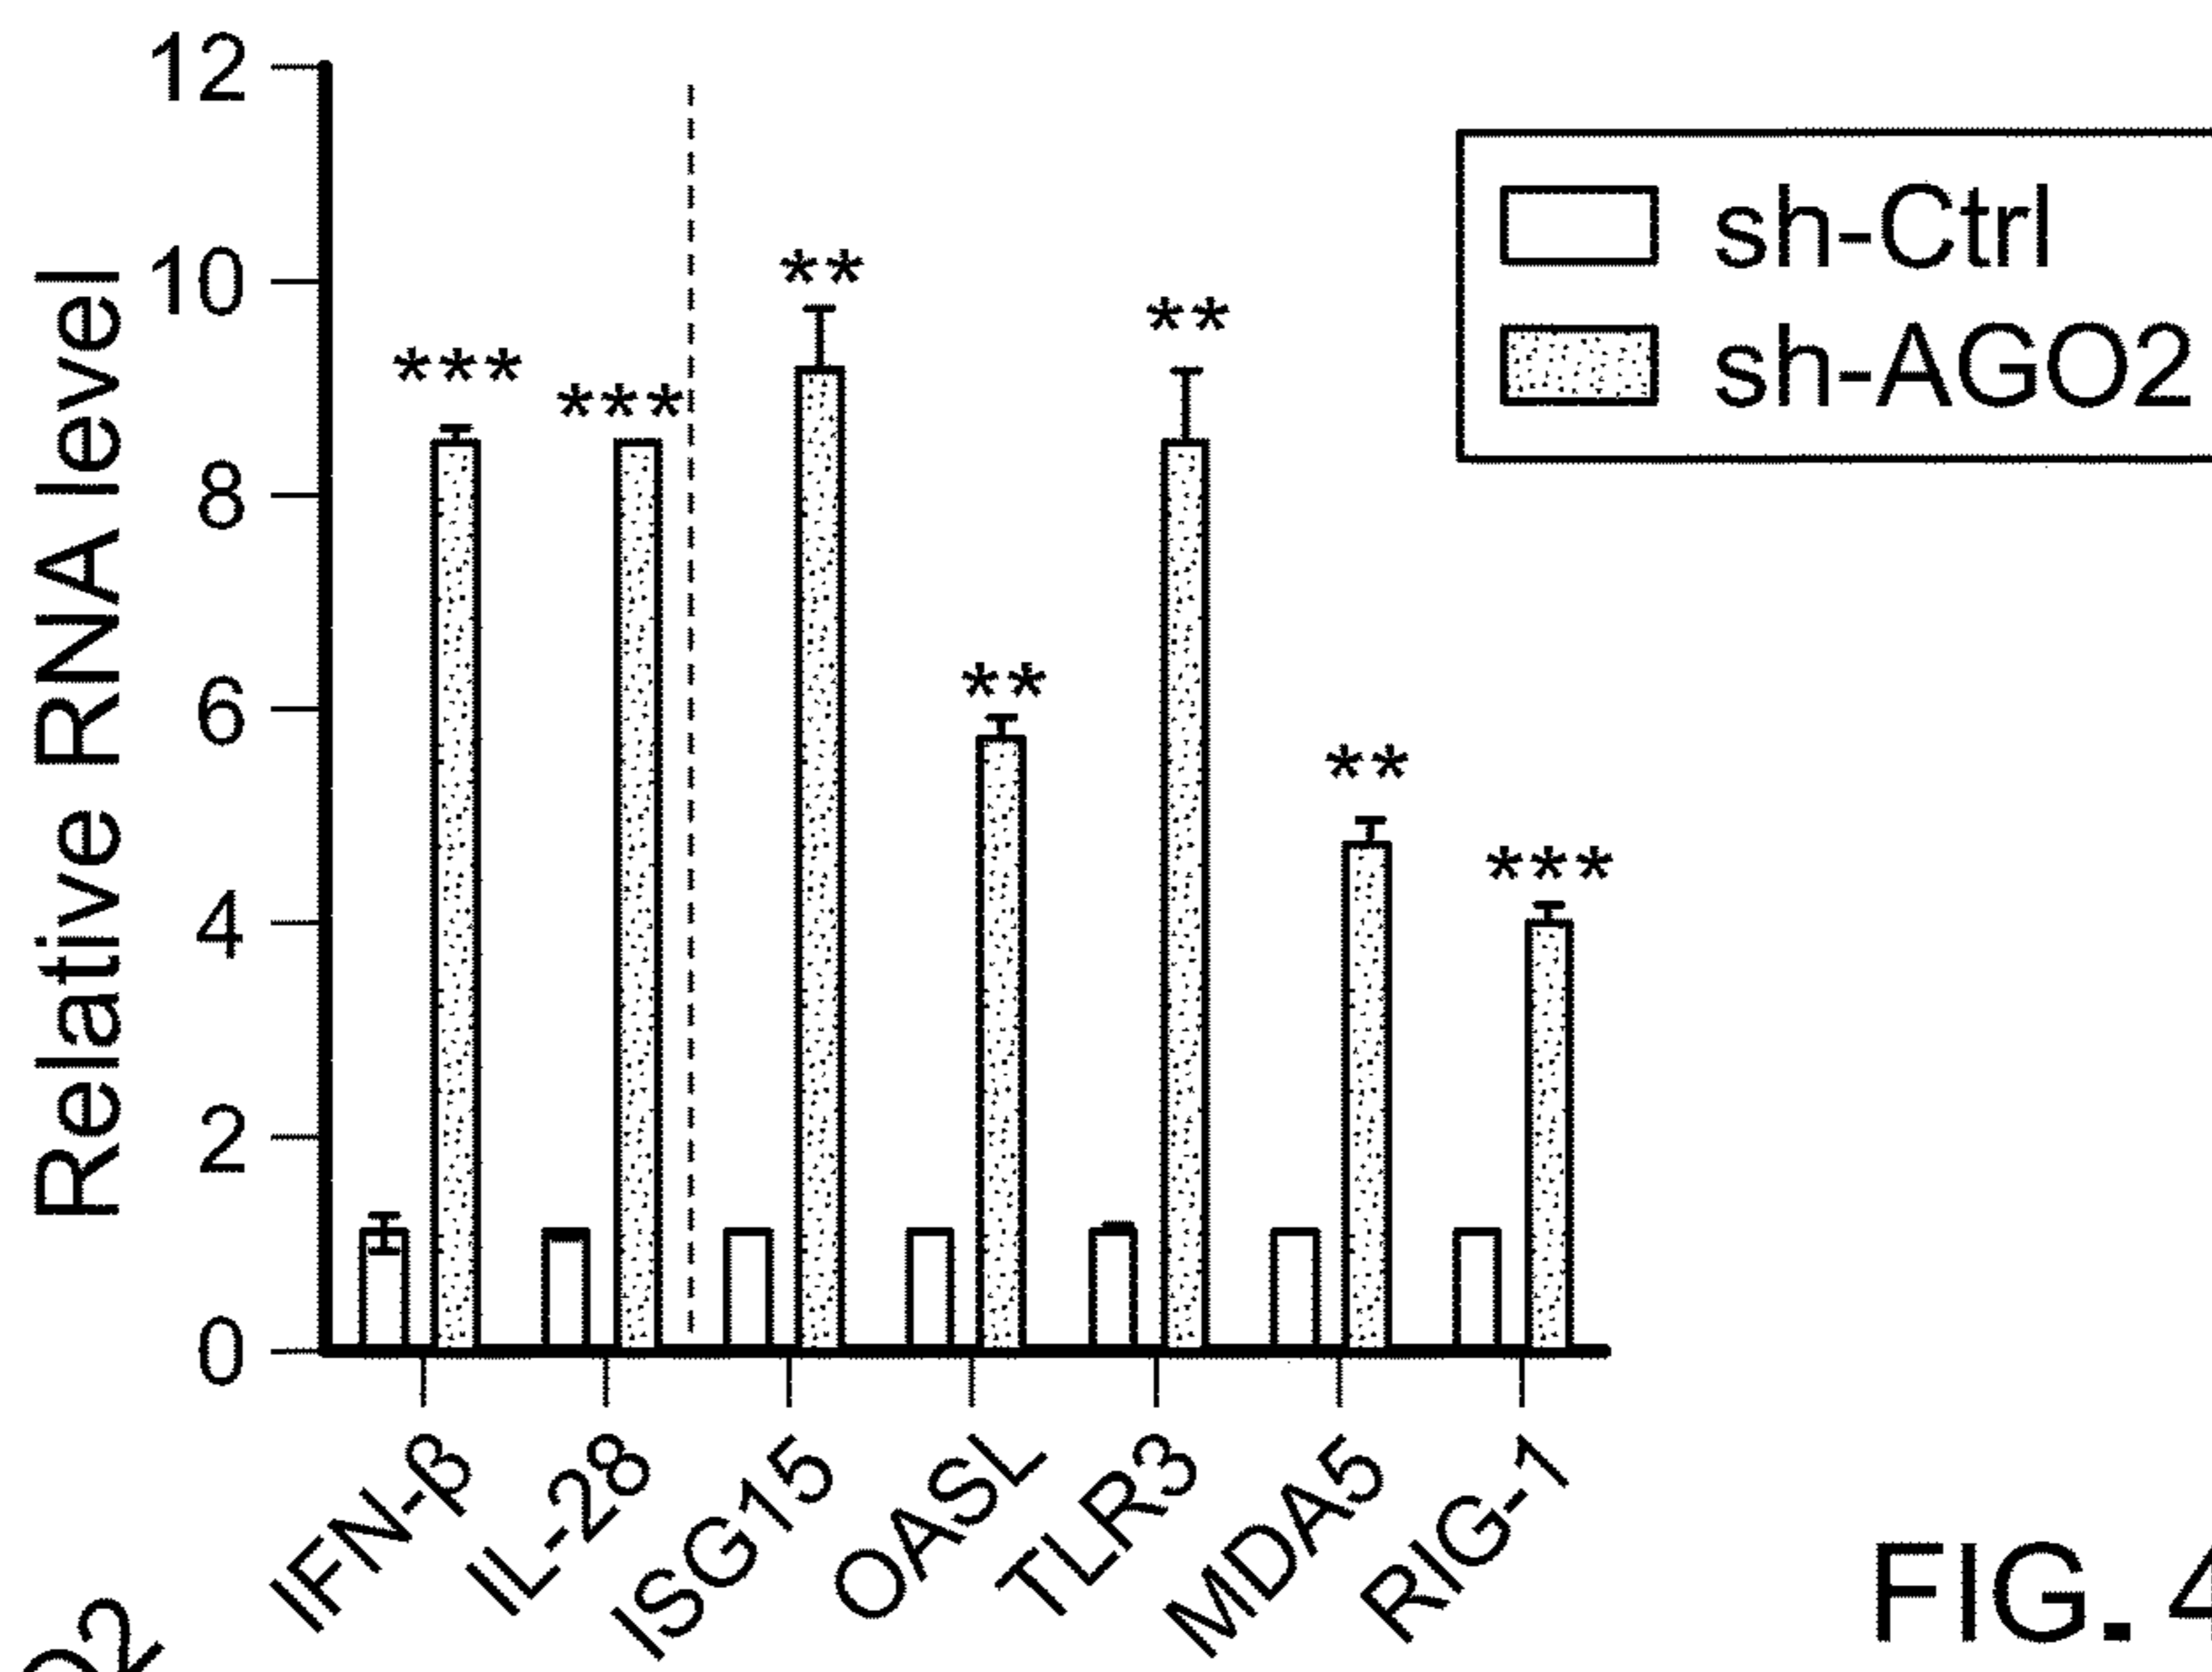 12
10
8
6
4
2
0
Relative RNA level
***
***
**
**
**
**
***
sh-Ctrl
sh-AGO2
IFN-β
IL-28
ISG15
OASL
TLR3
MDA5
RIG-1
FIG. 4